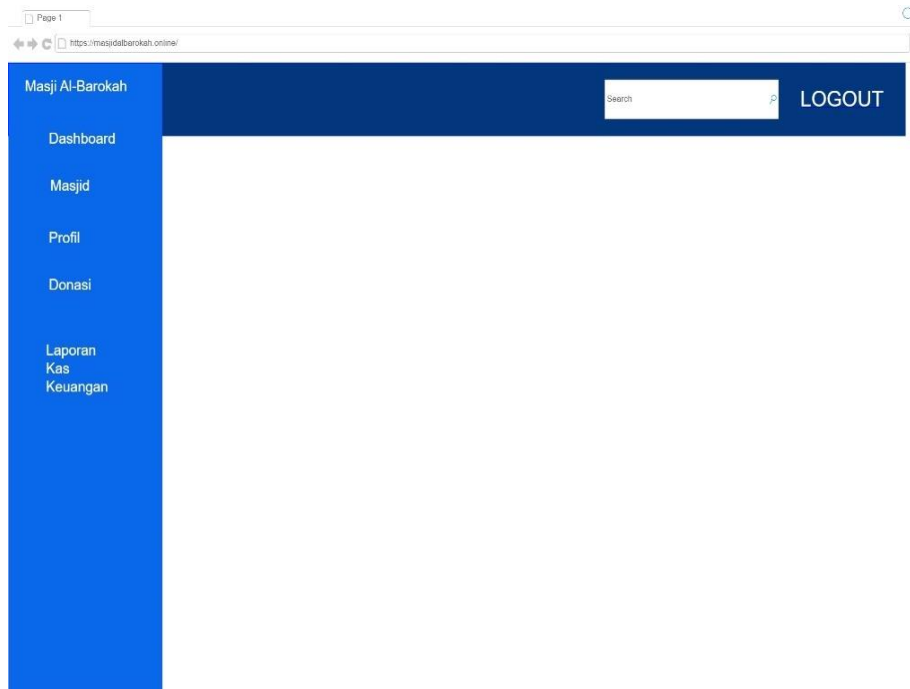 Page 1
https://masjidalbarokah.online/
Masji Al-Barokah
Search
LOGOUT
Dashboard
Masjid
Profil
Donasi
Laporan
Kas
Keuangan